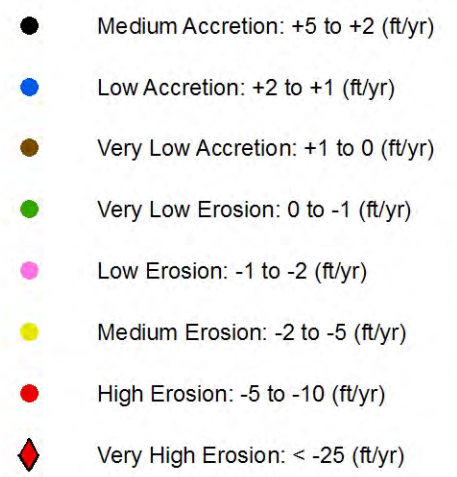 Medium Accretion: +5 to +2 (ft/yr)
Low Accretion: +2 to +1 (ft/yr)
Very Low Accretion: +1 to 0 (ft/yr)
Very Low Erosion: 0 to -1 (ft/yr)
Low Erosion: -1 to -2 (ft/yr)
Medium Erosion: -2 to -5 (ft/yr)
High Erosion: -5 to -10 (ft/yr)
Very High Erosion: < -25 (ft/yr)